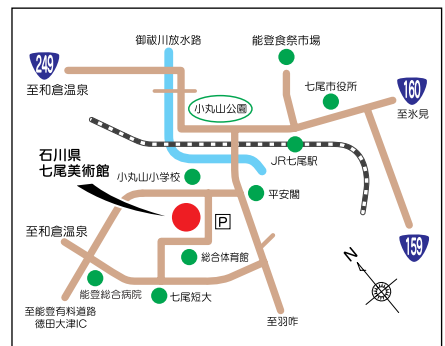 御祓川放水路
能登食祭市場
249
七尾市役所
160
至和倉温泉
小丸山公園
至氷見
石川県
七尾美術館
JR七尾駅
小丸山小学校
平安閣
P
至和倉温泉
159
総合体育館
N
能登総合病院
七尾短大
至能登有料道路
徳田大津IC
至羽咋